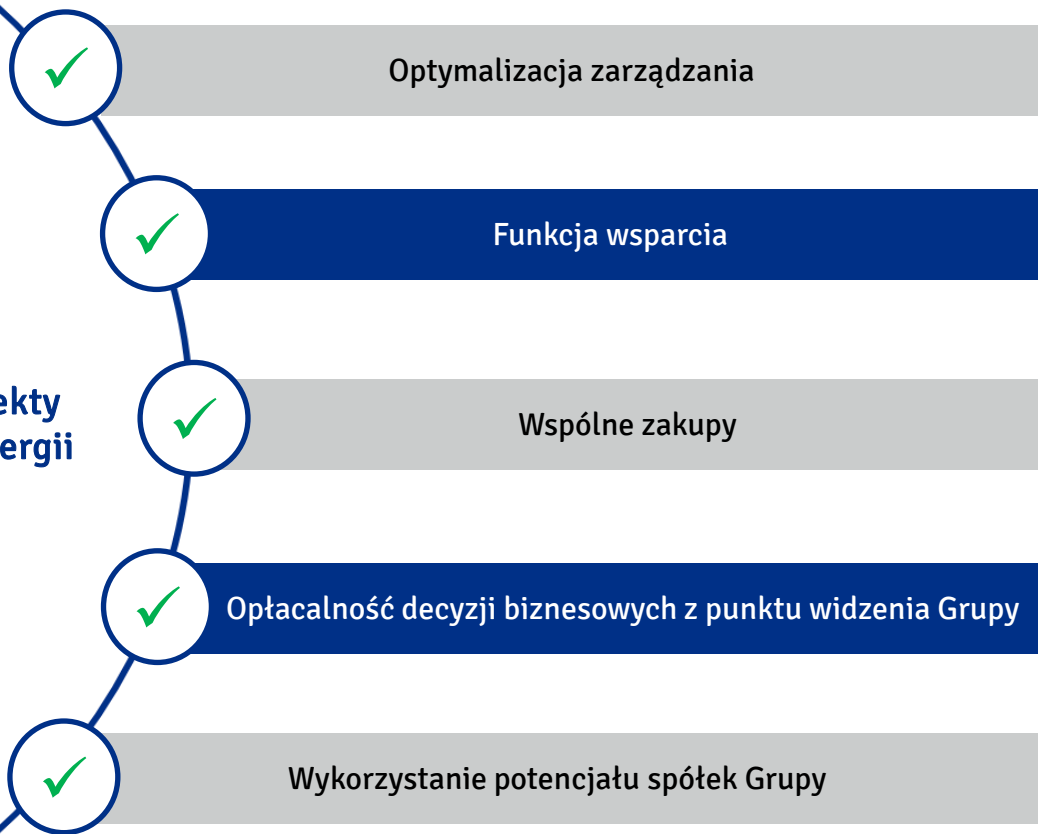 Optymalizacja zarządzania
Funkcja wsparcia
ekty
ergii
Wspólne zakupy
Opłacalność decyzji biznesowych z punktu widzenia Grupy
Wykorzystanie potencjału spółek Grupy